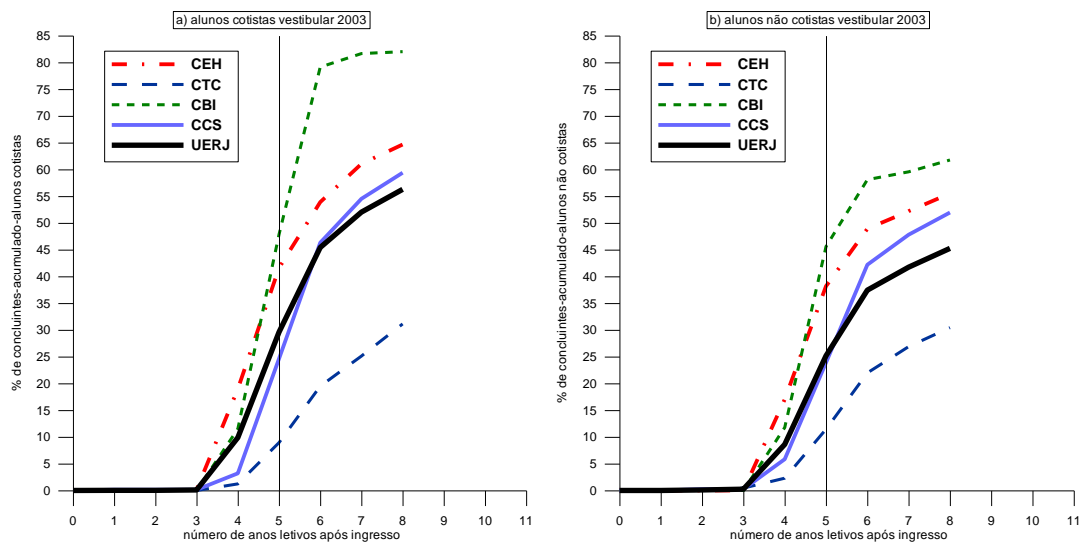 a) alunos cotistas vestibular 2003
85
80
75
70
65
60
55
50
45
40
35
30
25
20
15
10
5
0
% de concluintes-acumulado-alunos cotistas
CEH
CTC
CBI
CCS
UERJ
0 1 2 3 4 5 6 7 8 9 10 11
número de anos letivos após ingresso
b) alunos não cotistas vestibular 2003
85
80
75
70
65
60
55
50
45
40
35
30
25
20
15
10
5
0
% de concluintes-acumulado-alunos não cotistas
CEH
CTC
CBI
CCS
UERJ
0 1 2 3 4 5 6 7 8 9 10 11
número de anos letivos após ingresso